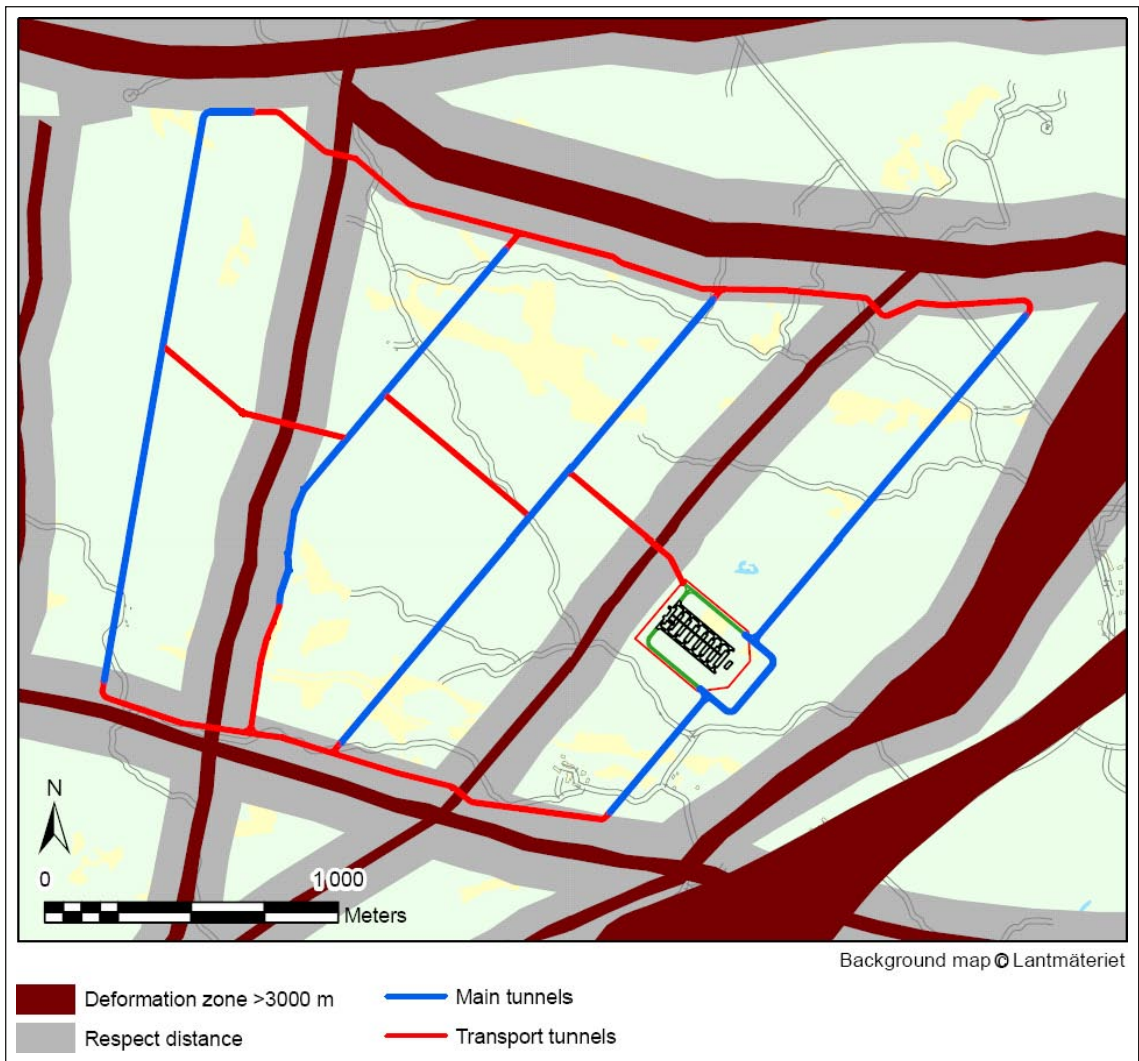 N
0
1 000
Meters
Background map © Lantmäteriet
Deformation zone >3000 m
Main tunnels
Respect distance
Transport tunnels